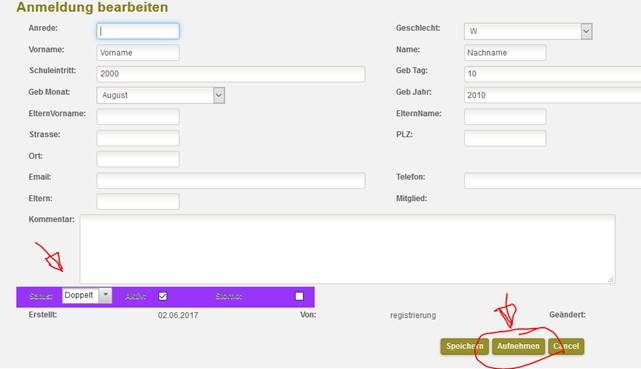 Anmeldung bearbeiten
Anrede: Geschlecht: W
Vorname: Vorname Name: Nachname
Schuleintritt: 2000 Geb Tag: 10
Geb Monat: August Geb Jahr: 2010
ElternVorname: ElternName:
Strasse: PLZ:
Ort:
Email: Telefon:
Eltern: Mitglied:
Kommentar:
Status: Doppelt Aktiv: Storno:
Erstellt: 02.06.2017 Von: registrierung Geändert:
Speichern Aufnehmen Cancel